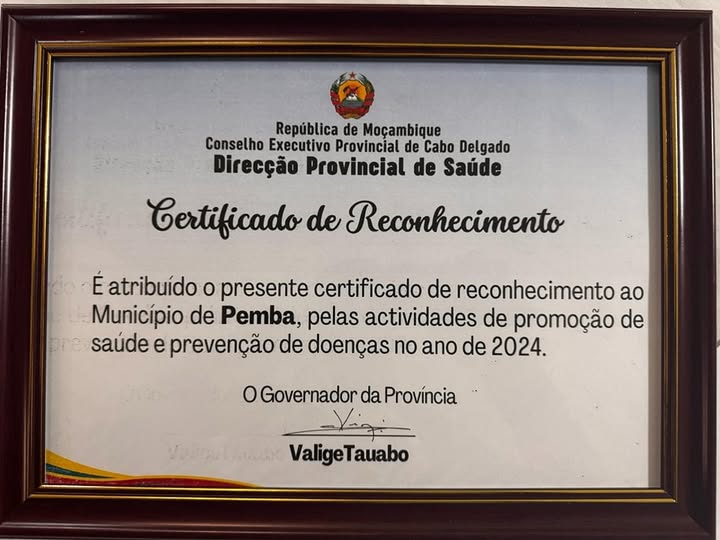 República de Moçambique
Conselho Executivo Provincial de Cabo Delgado
Direcção Provincial de Saúde
Certificado de Reconhecimento
É atribuído o presente certificado de reconhecimento ao
Município de Pemba, pelas actividades de promoção de
saúde e prevenção de doenças no ano de 2024.
O Governador da Província
ValigeTauabo